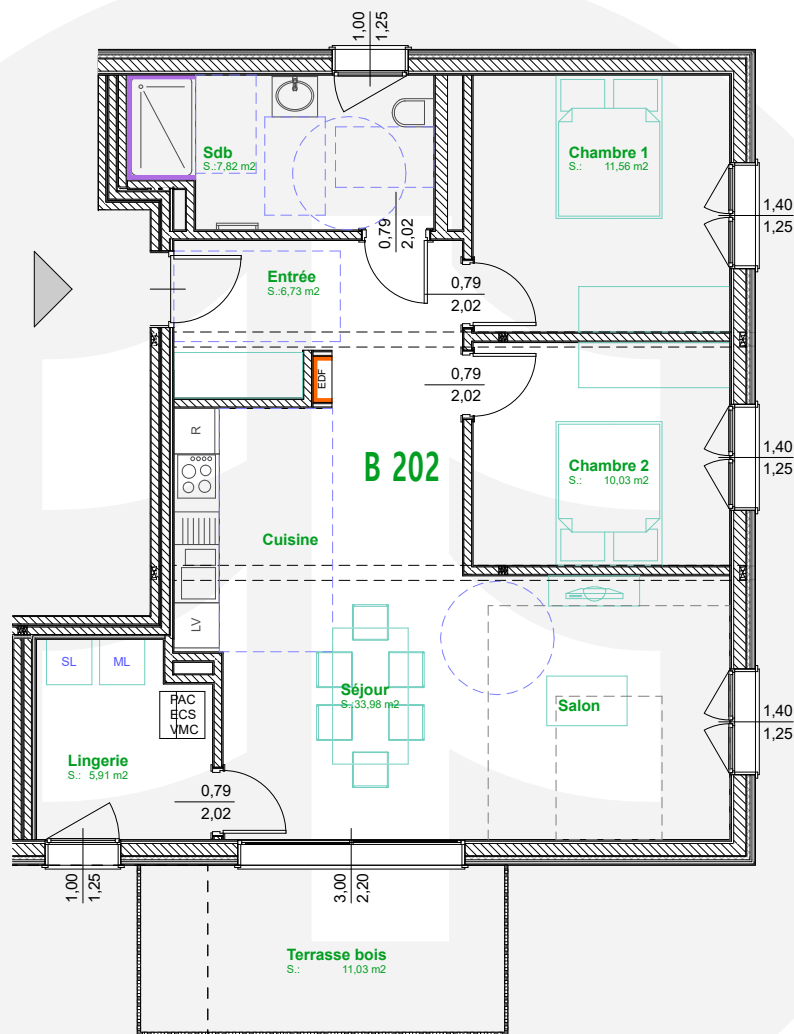 1,00
1,25
Sdb
S.:7,82 m2
Chambre 1
S.: 11,56 m2
1,40
1,25
0,79
2,02
Entrée
S.:6,73 m2
0,79
2,02
EDF
0,79
2,02
R
B 202
1,40
1,25
Chambre 2
S.: 10,03 m2
Cuisine
LV
SL
ML
PAC
ECS
VMC
Séjour
S.:33,98 m2
Salon
1,40
1,25
Lingerie
S.: 5,91 m2
0,79
2,02
1,00
1,25
3,00
2,20
Terrasse bois
S.: 11,03 m2